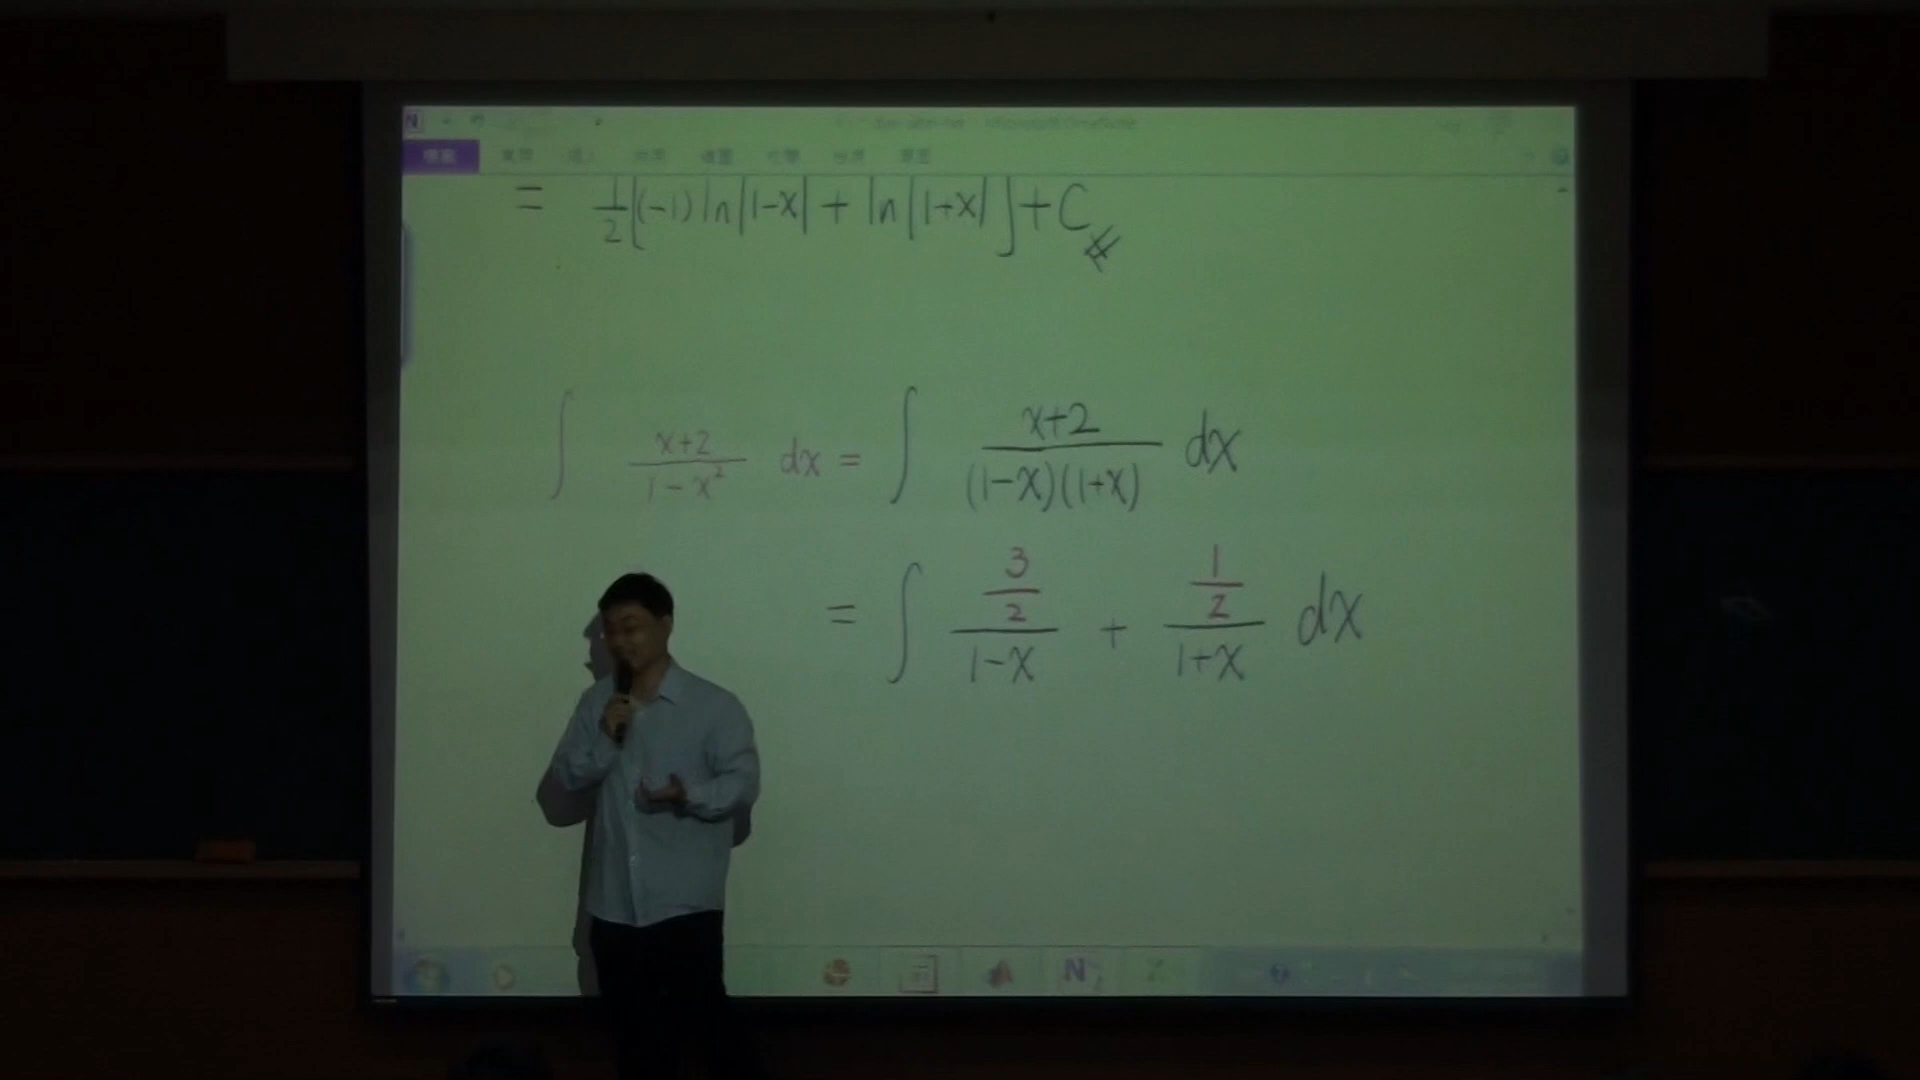 = 1/2[(-1) ln|1-x| + ln|1+x|] + C #
∫ x+2 / 1-x² dx = ∫ x+2 / (1-x)(1+x) dx
= ∫ 3/2 / 1-x + 1/2 / 1+x dx